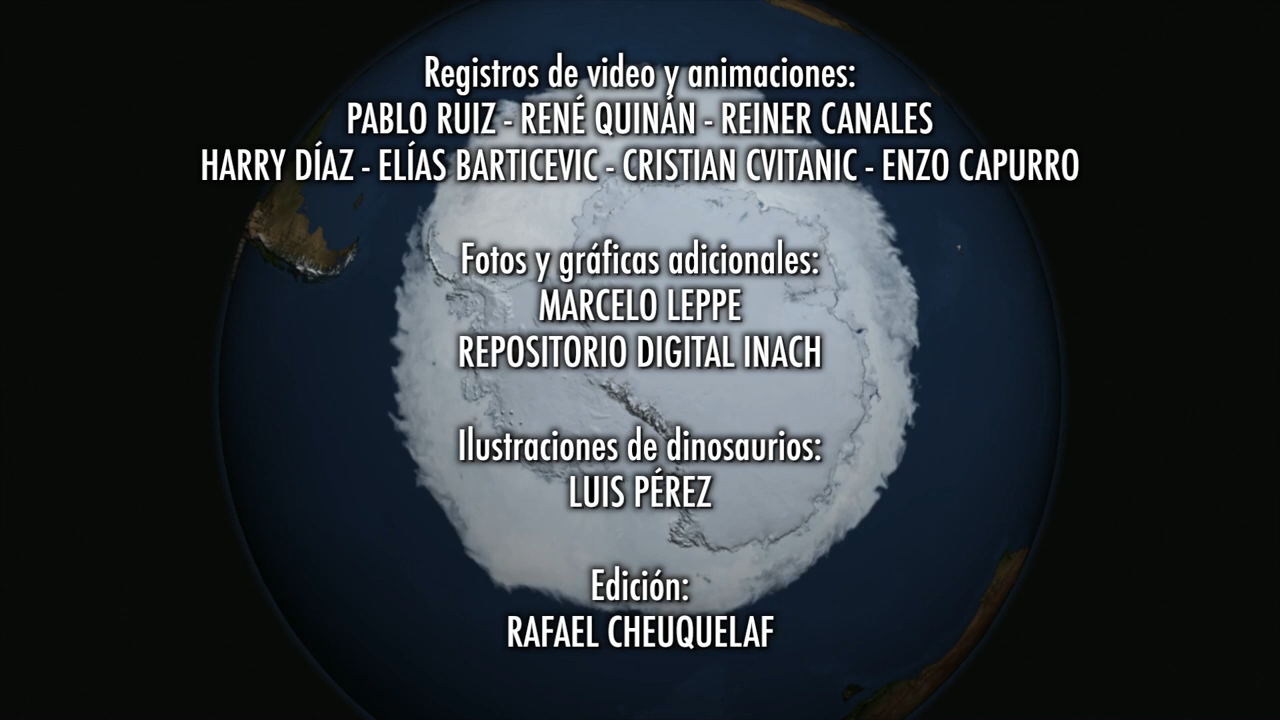 Registros de video y animaciones:
PABLO RUIZ - RENÉ QUINÁN - REINER CANALES
HARRY DÍAZ - ELÍAS BARTICEVIC - CRISTIAN CVITANIC - ENZO CAPURRO
Fotos y gráficas adicionales:
MARCELO LEPPE
REPOSITORIO DIGITAL INACH
Ilustraciones de dinosaurios:
LUIS PÉREZ
Edición:
RAFAEL CHEUQUELAF